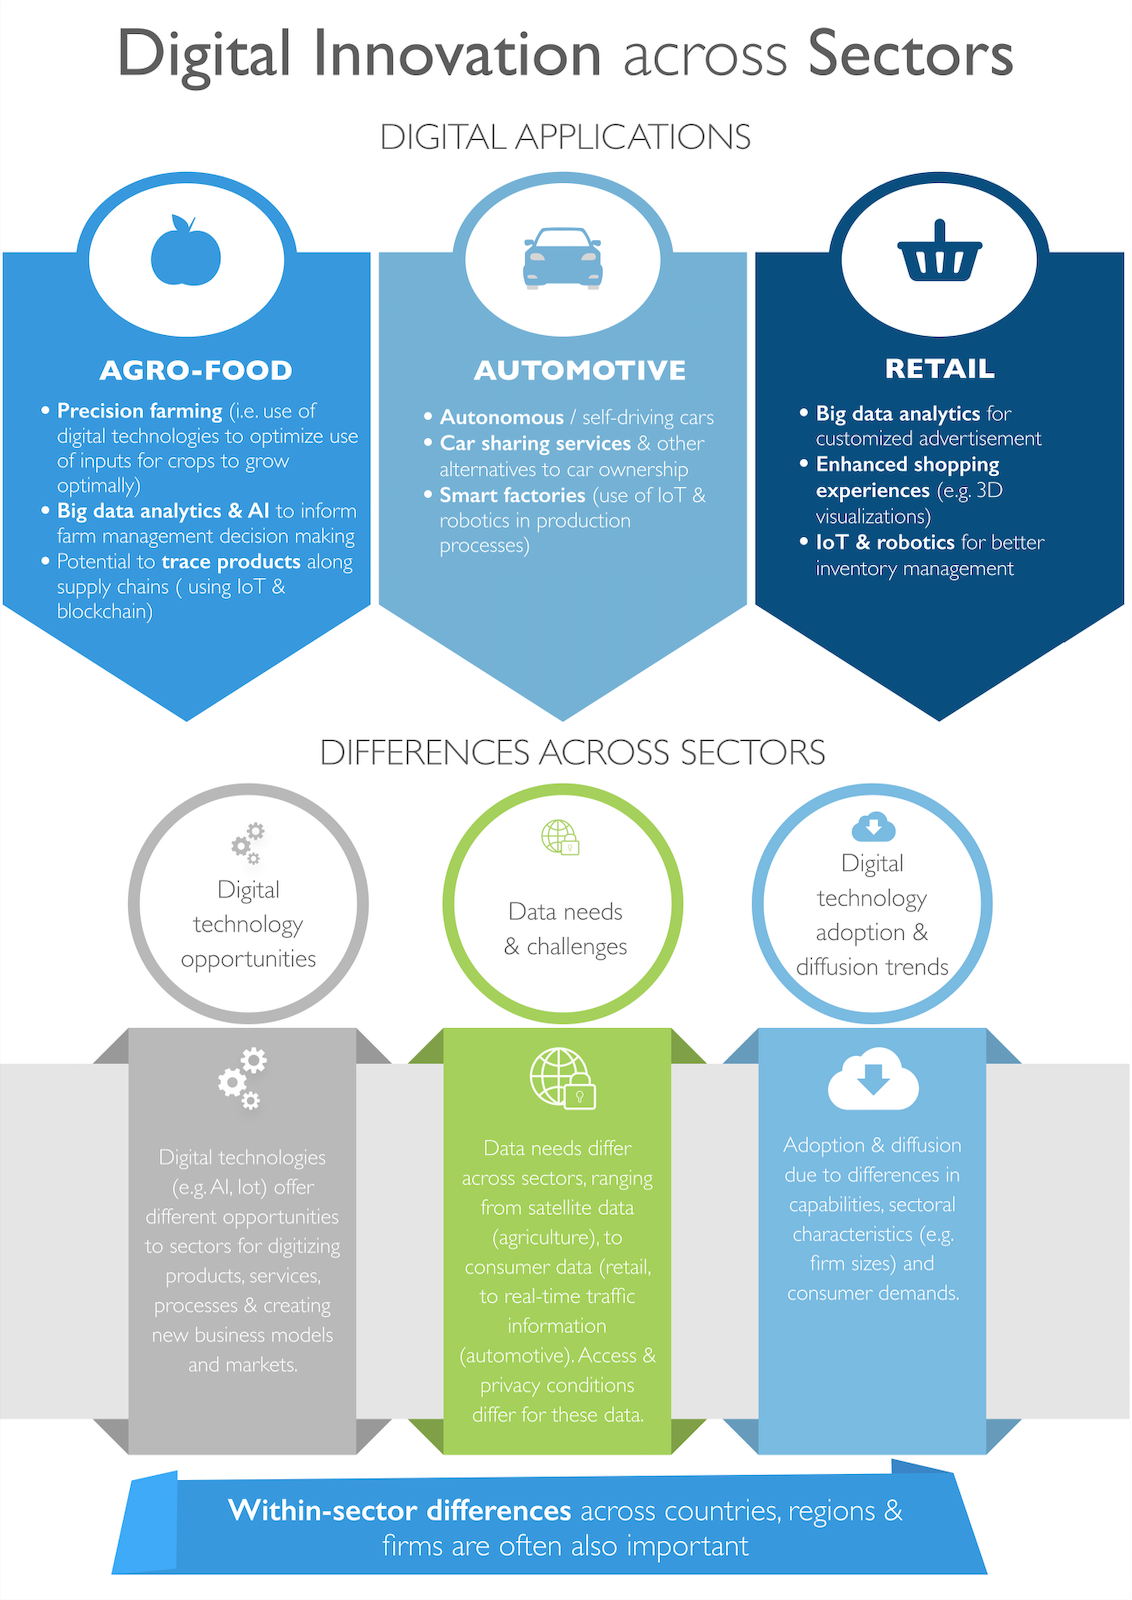 Digital Innovation across Sectors
DIGITAL APPLICATIONS
AGRO-FOOD
• Precision farming (i.e. use of
digital technologies to optimize use
of inputs for crops to grow
optimally)
• Big data analytics & AI to inform
farm management decision making
• Potential to trace products along
supply chains ( using IoT &
blockchain)
AUTOMOTIVE
• Autonomous / self-driving cars
• Car sharing services & other
alternatives to car ownership
• Smart factories (use of IoT &
robotics in production
processes)
RETAIL
• Big data analytics for
customized advertisement
• Enhanced shopping
experiences (e.g. 3D
visualizations)
• IoT & robotics for better
inventory management
DIFFERENCES ACROSS SECTORS
Digital
technology
opportunities
Data needs
& challenges
Digital
technology
adoption &
diffusion trends
Digital technologies
(e.g. AI, Iot) offer
different opportunities
to sectors for digitizing
products, services,
processes & creating
new business models
and markets.
Data needs differ
across sectors, ranging
from satellite data
(agriculture), to
consumer data (retail,
to real-time traffic
information
(automotive). Access &
privacy conditions
differ for these data.
Adoption & diffusion
due to differences in
capabilities, sectoral
characteristics (e.g.
firm sizes) and
consumer demands.
Within-sector differences across countries, regions &
firms are often also important